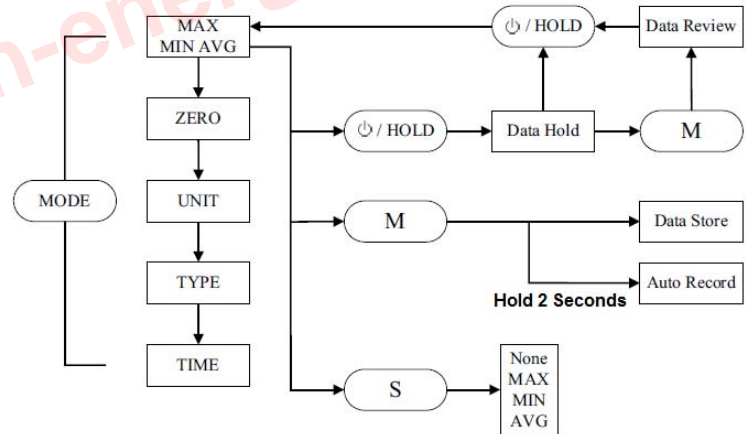 MAX
MIN AVG
⏻ / HOLD
Data Review
ZERO
⏻ / HOLD
Data Hold
M
MODE
UNIT
M
Data Store
TYPE
Hold 2 Seconds
Auto Record
TIME
S
None
MAX
MIN
AVG